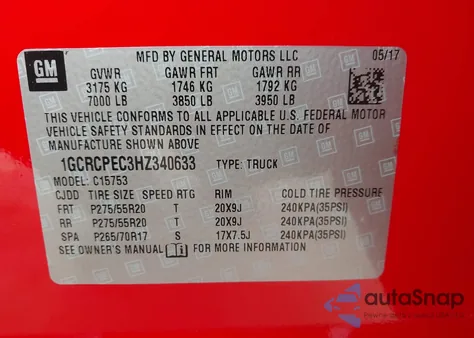 GM
MFD BY GENERAL MOTORS LLC
05/17
GVWR GAWR FRT GAWR RR
3175 KG 1746 KG 1792 KG
7000 LB 3850 LB 3950 LB
THIS VEHICLE CONFORMS TO ALL APPLICABLE U.S. FEDERAL MOTOR
VEHICLE SAFETY STANDARDS IN EFFECT ON THE DATE OF
MANUFACTURE SHOWN ABOVE.
1GCRCPEC3HZ340633 TYPE: TRUCK
MODEL: C15753
CJDD TIRE SIZE SPEED RTG RIM COLD TIRE PRESSURE
FRT P275/55R20 T 20X9J 240KPA(35PSI)
RR P275/55R20 T 20X9J 240KPA(35PSI)
SPA P265/70R17 S 17X7.5J 240KPA(35PSI)
SEE OWNER'S MANUAL FOR MORE INFORMATION
autoSnap